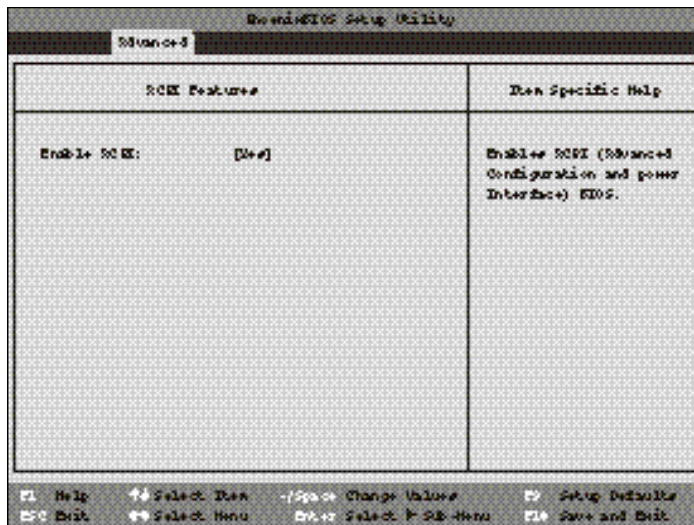 PhoenixBIOS Setup Utility
Advanced
ACPI Features
Item Specific Help
Enable ACPI: [Yes]
Enables ACPI (Advanced
Configuration and power
Interface) BIOS.
F1 Help ↑↓ Select Item -/Space Change Values F9 Setup Defaults
ESC Exit ↔ Select Menu Enter Select ▶ Sub-Menu F10 Save and Exit